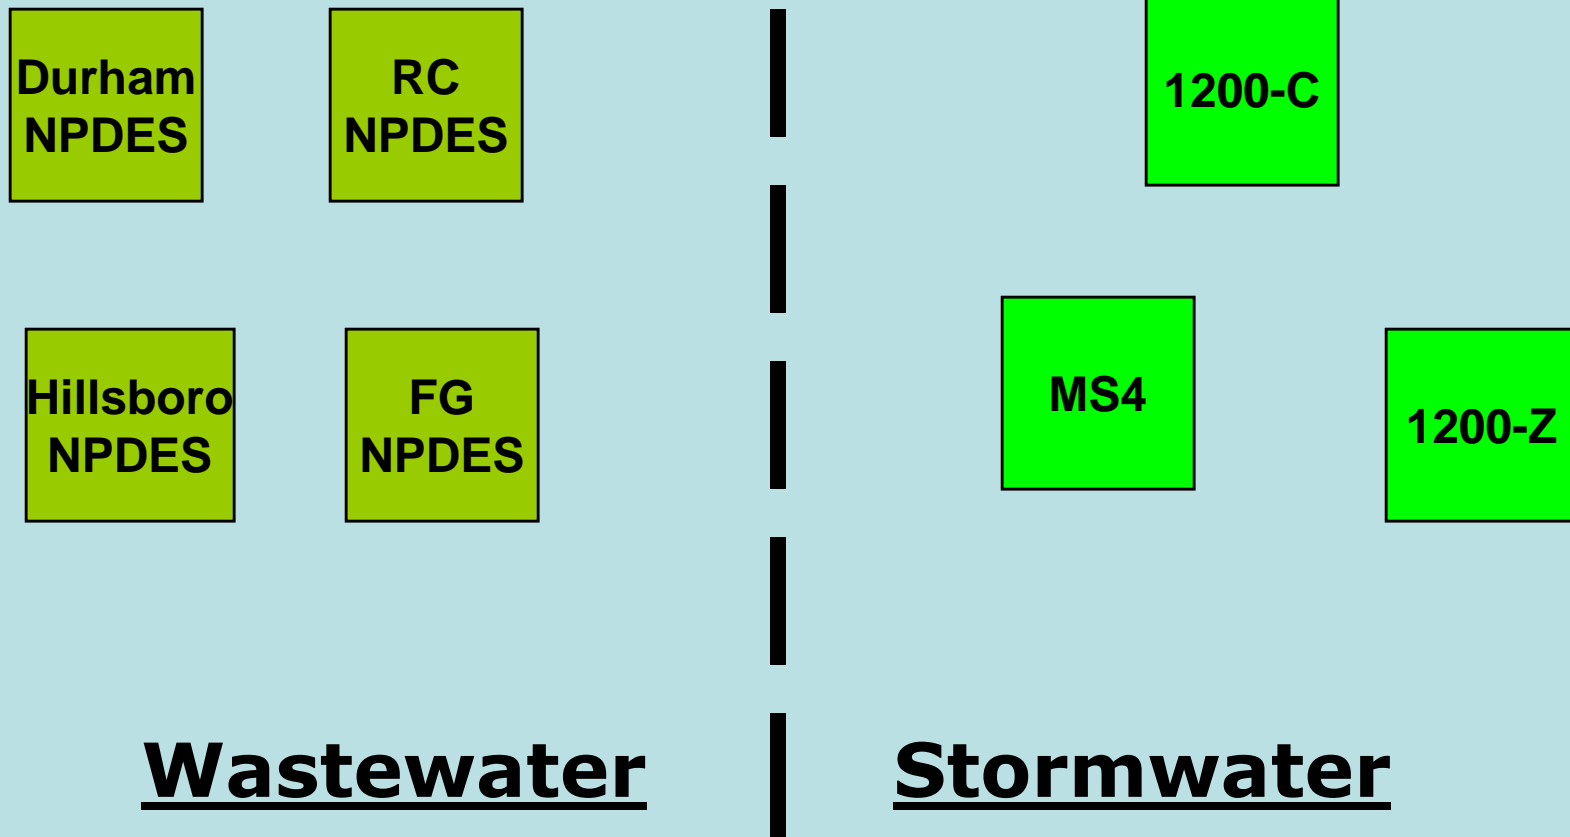 Durham
NPDES
RC
NPDES
1200-C
Hillsboro
NPDES
FG
NPDES
MS4
1200-Z
Wastewater
Stormwater